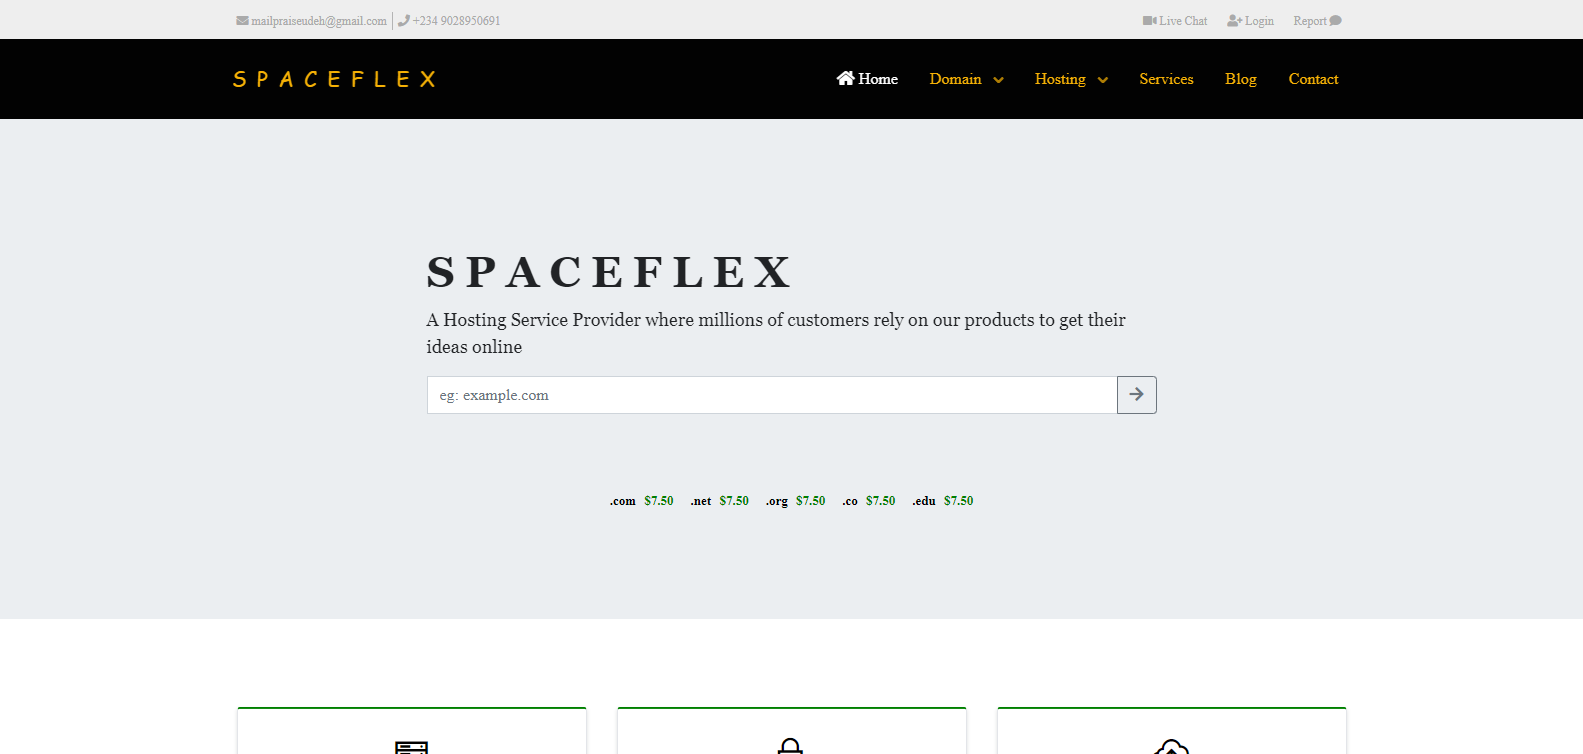 mailpraiseudeh@gmail.com +234 9028950691 Live Chat Login Report
SPACEFLEX Home Domain Hosting Services Blog Contact
SPACEFLEX
A Hosting Service Provider where millions of customers rely on our products to get their
ideas online
eg: example.com
.com $7.50 .net $7.50 .org $7.50 .co $7.50 .edu $7.50